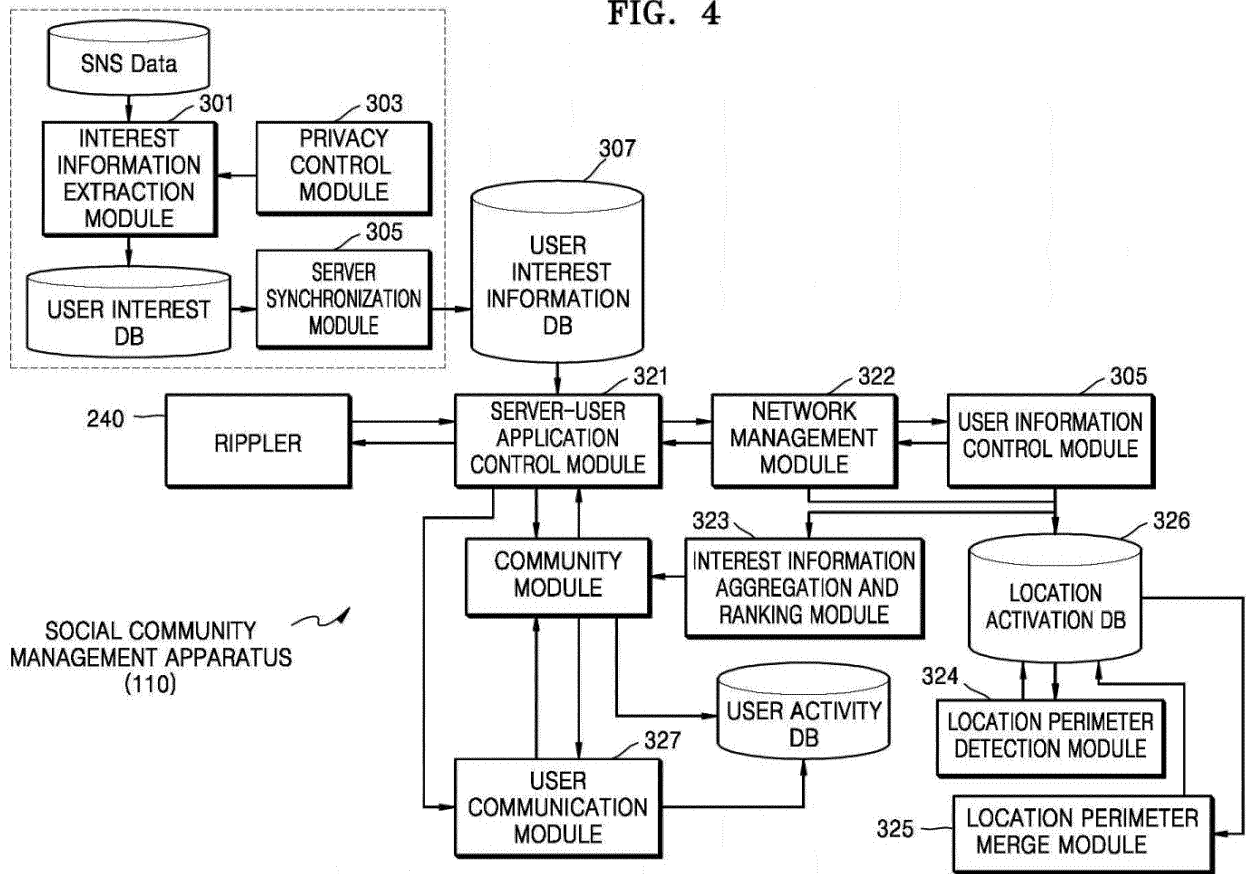 FIG. 4
SNS Data
301
INTEREST
INFORMATION
EXTRACTION
MODULE
303
PRIVACY
CONTROL
MODULE
USER INTEREST
DB
305
SERVER
SYNCHRONIZATION
MODULE
307
USER
INTEREST
INFORMATION
DB
240
RIPPLER
321
SERVER-USER
APPLICATION
CONTROL MODULE
322
NETWORK
MANAGEMENT
MODULE
305
USER INFORMATION
CONTROL MODULE
COMMUNITY
MODULE
323
INTEREST INFORMATION
AGGREGATION AND
RANKING MODULE
326
LOCATION
ACTIVATION DB
SOCIAL COMMUNITY
MANAGEMENT APPARATUS
(110)
USER ACTIVITY
DB
324
LOCATION PERIMETER
DETECTION MODULE
327
USER
COMMUNICATION
MODULE
325
LOCATION PERIMETER
MERGE MODULE